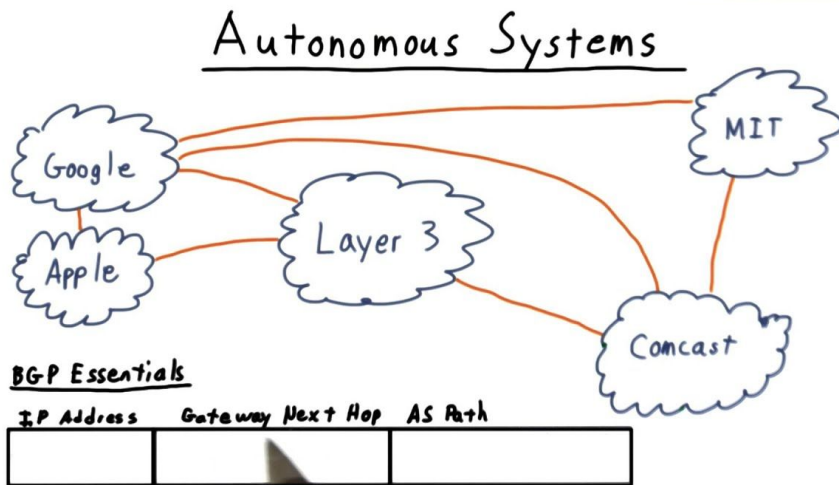 Autonomous Systems
MIT
Google
Layer 3
Apple
Comcast
BGP Essentials
IP Address Gateway Next Hop AS Path